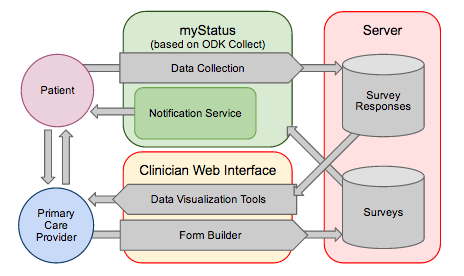 myStatus
(based on ODK Collect)
Server
Data Collection
Patient
Survey
Responses
Notification Service
Clinician Web Interface
Data Visualization Tools
Primary
Care
Provider
Surveys
Form Builder